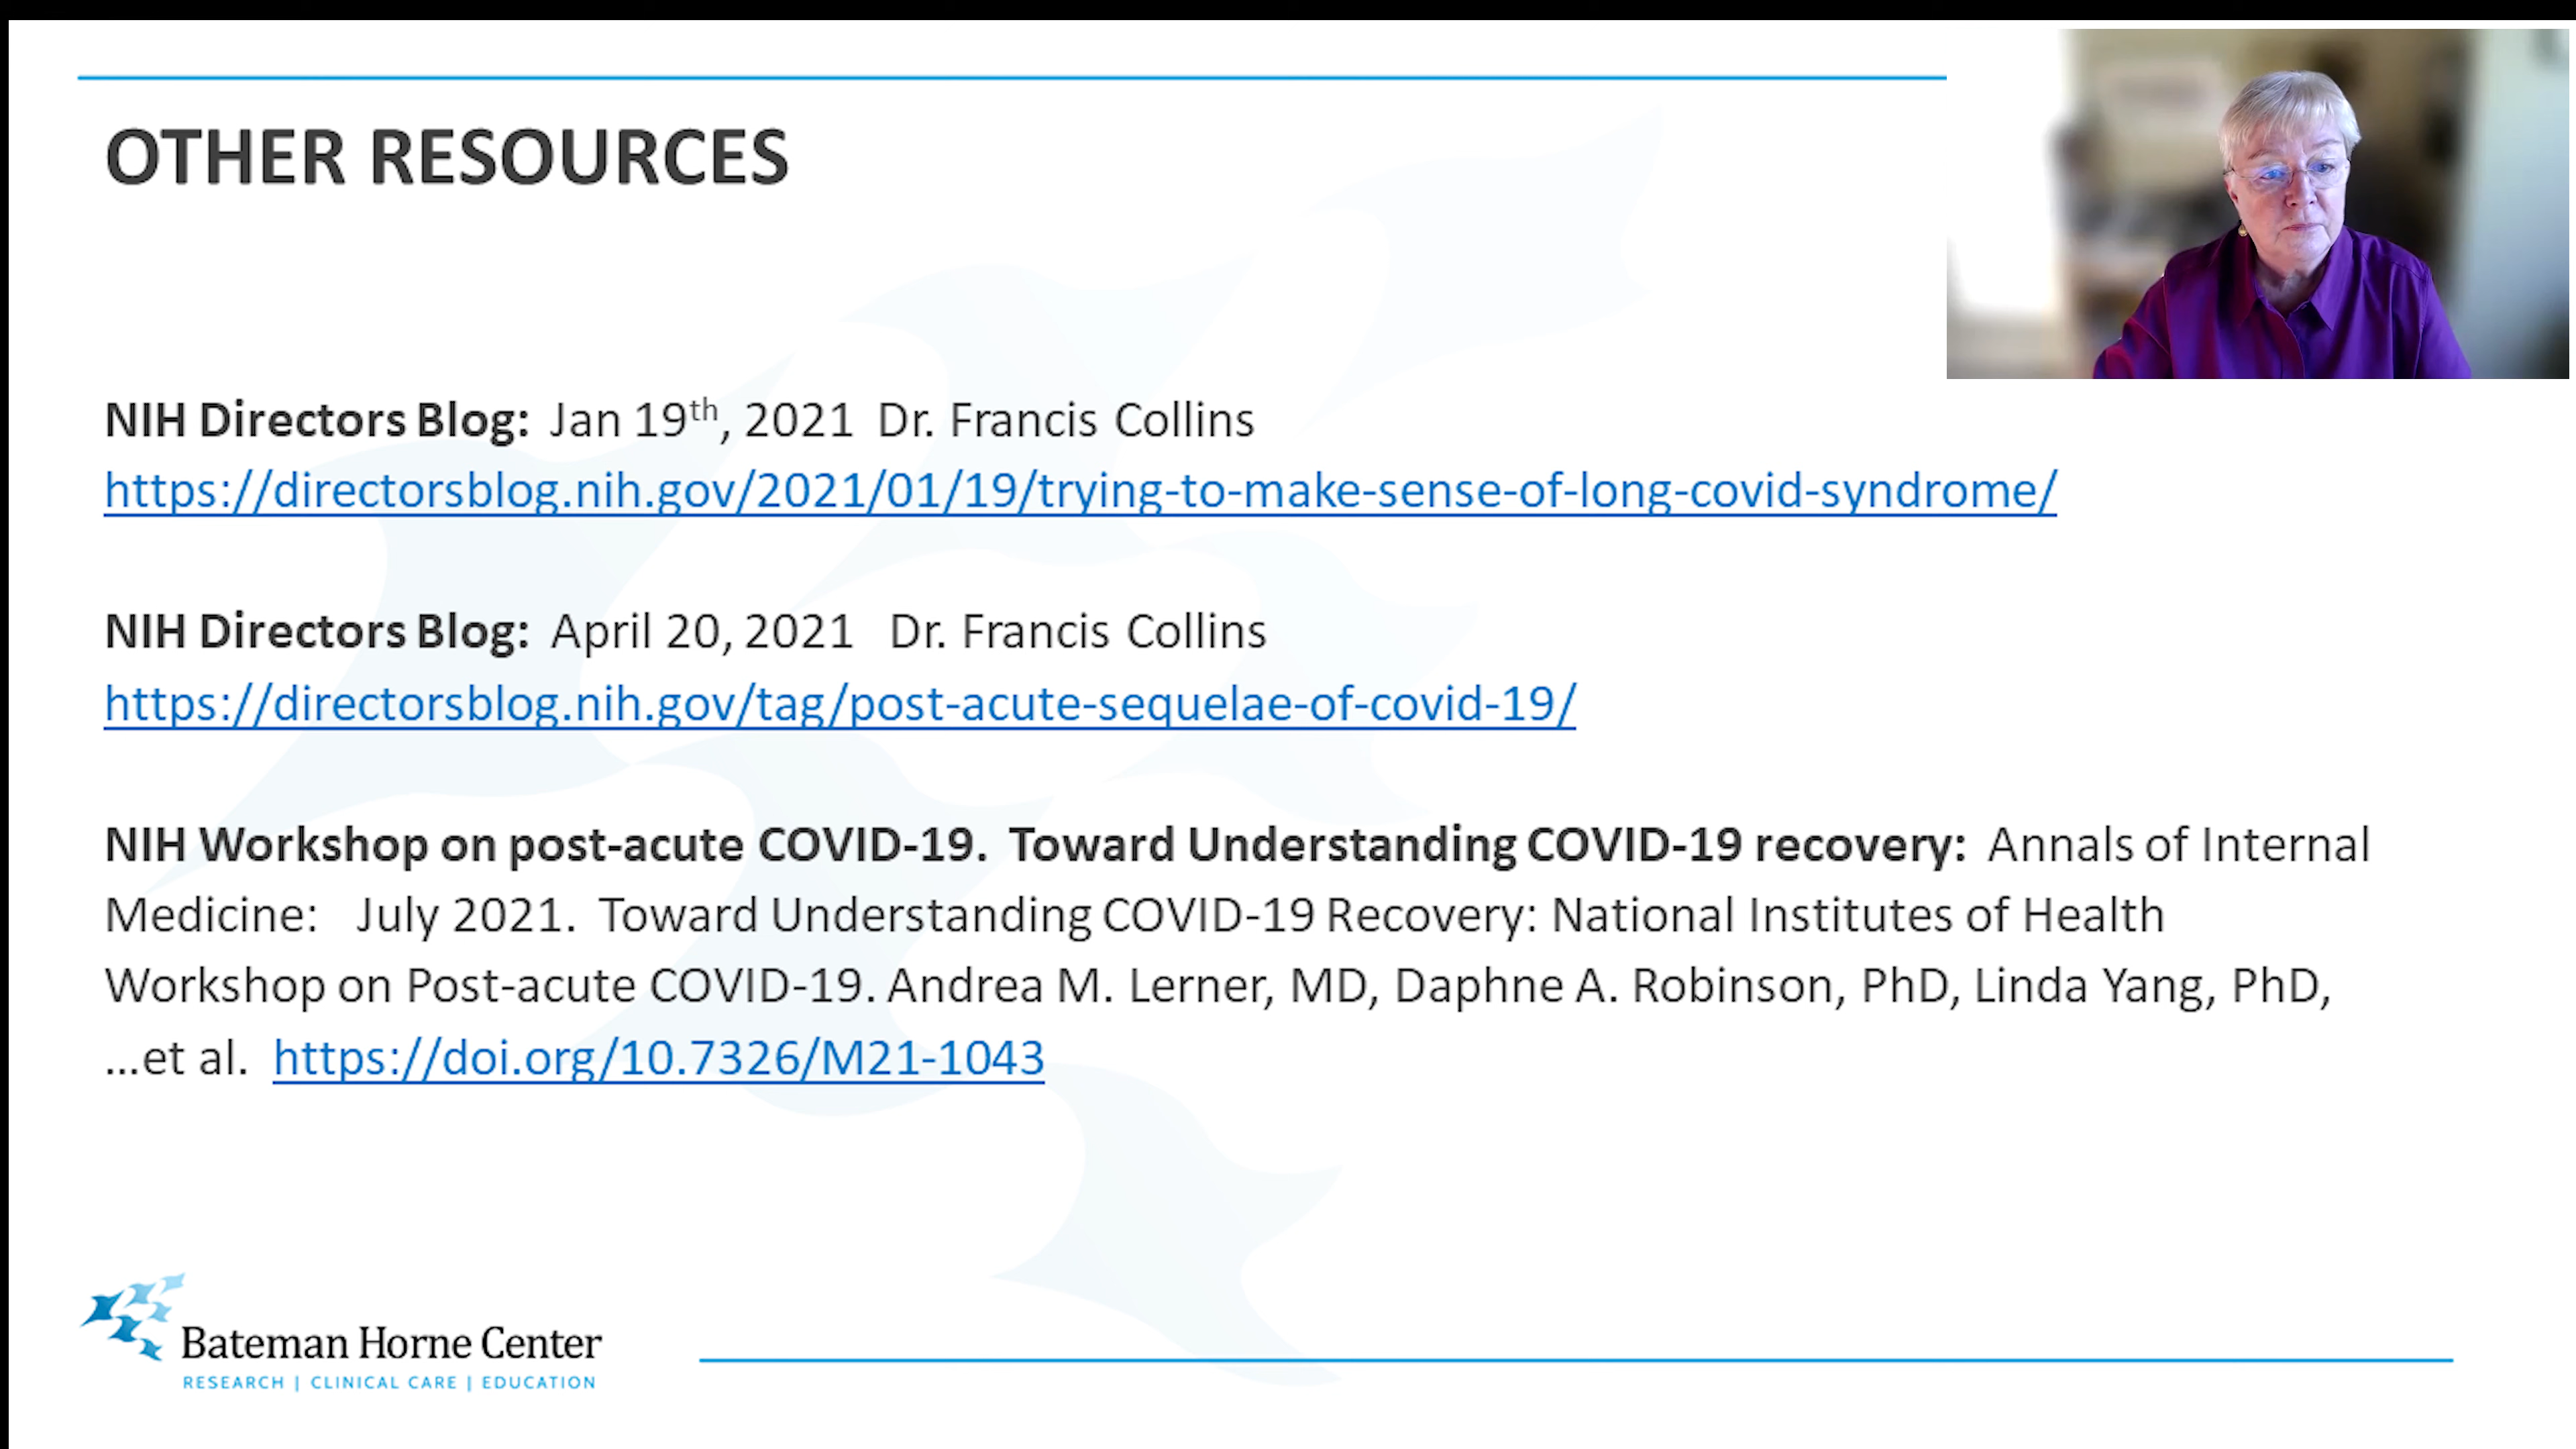 OTHER RESOURCES
NIH Directors Blog: Jan 19th, 2021 Dr. Francis Collins
https://directorsblog.nih.gov/2021/01/19/trying-to-make-sense-of-long-covid-syndrome/
NIH Directors Blog: April 20, 2021 Dr. Francis Collins
https://directorsblog.nih.gov/tag/post-acute-sequelae-of-covid-19/
NIH Workshop on post-acute COVID-19. Toward Understanding COVID-19 recovery: Annals of Internal
Medicine: July 2021. Toward Understanding COVID-19 Recovery: National Institutes of Health
Workshop on Post-acute COVID-19. Andrea M. Lerner, MD, Daphne A. Robinson, PhD, Linda Yang, PhD,
...et al. https://doi.org/10.7326/M21-1043
Bateman Horne Center
RESEARCH | CLINICAL CARE | EDUCATION